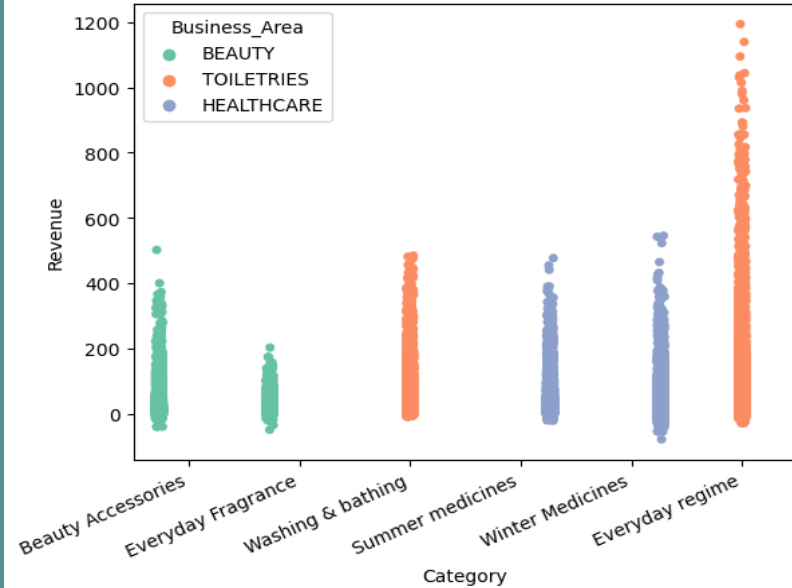 Business_Area
BEAUTY
TOILETRIES
HEALTHCARE
1200
1000
800
600
400
200
0
Revenue
Beauty Accessories
Everyday Fragrance
Washing & bathing
Summer medicines
Winter Medicines
Everyday regime
Category